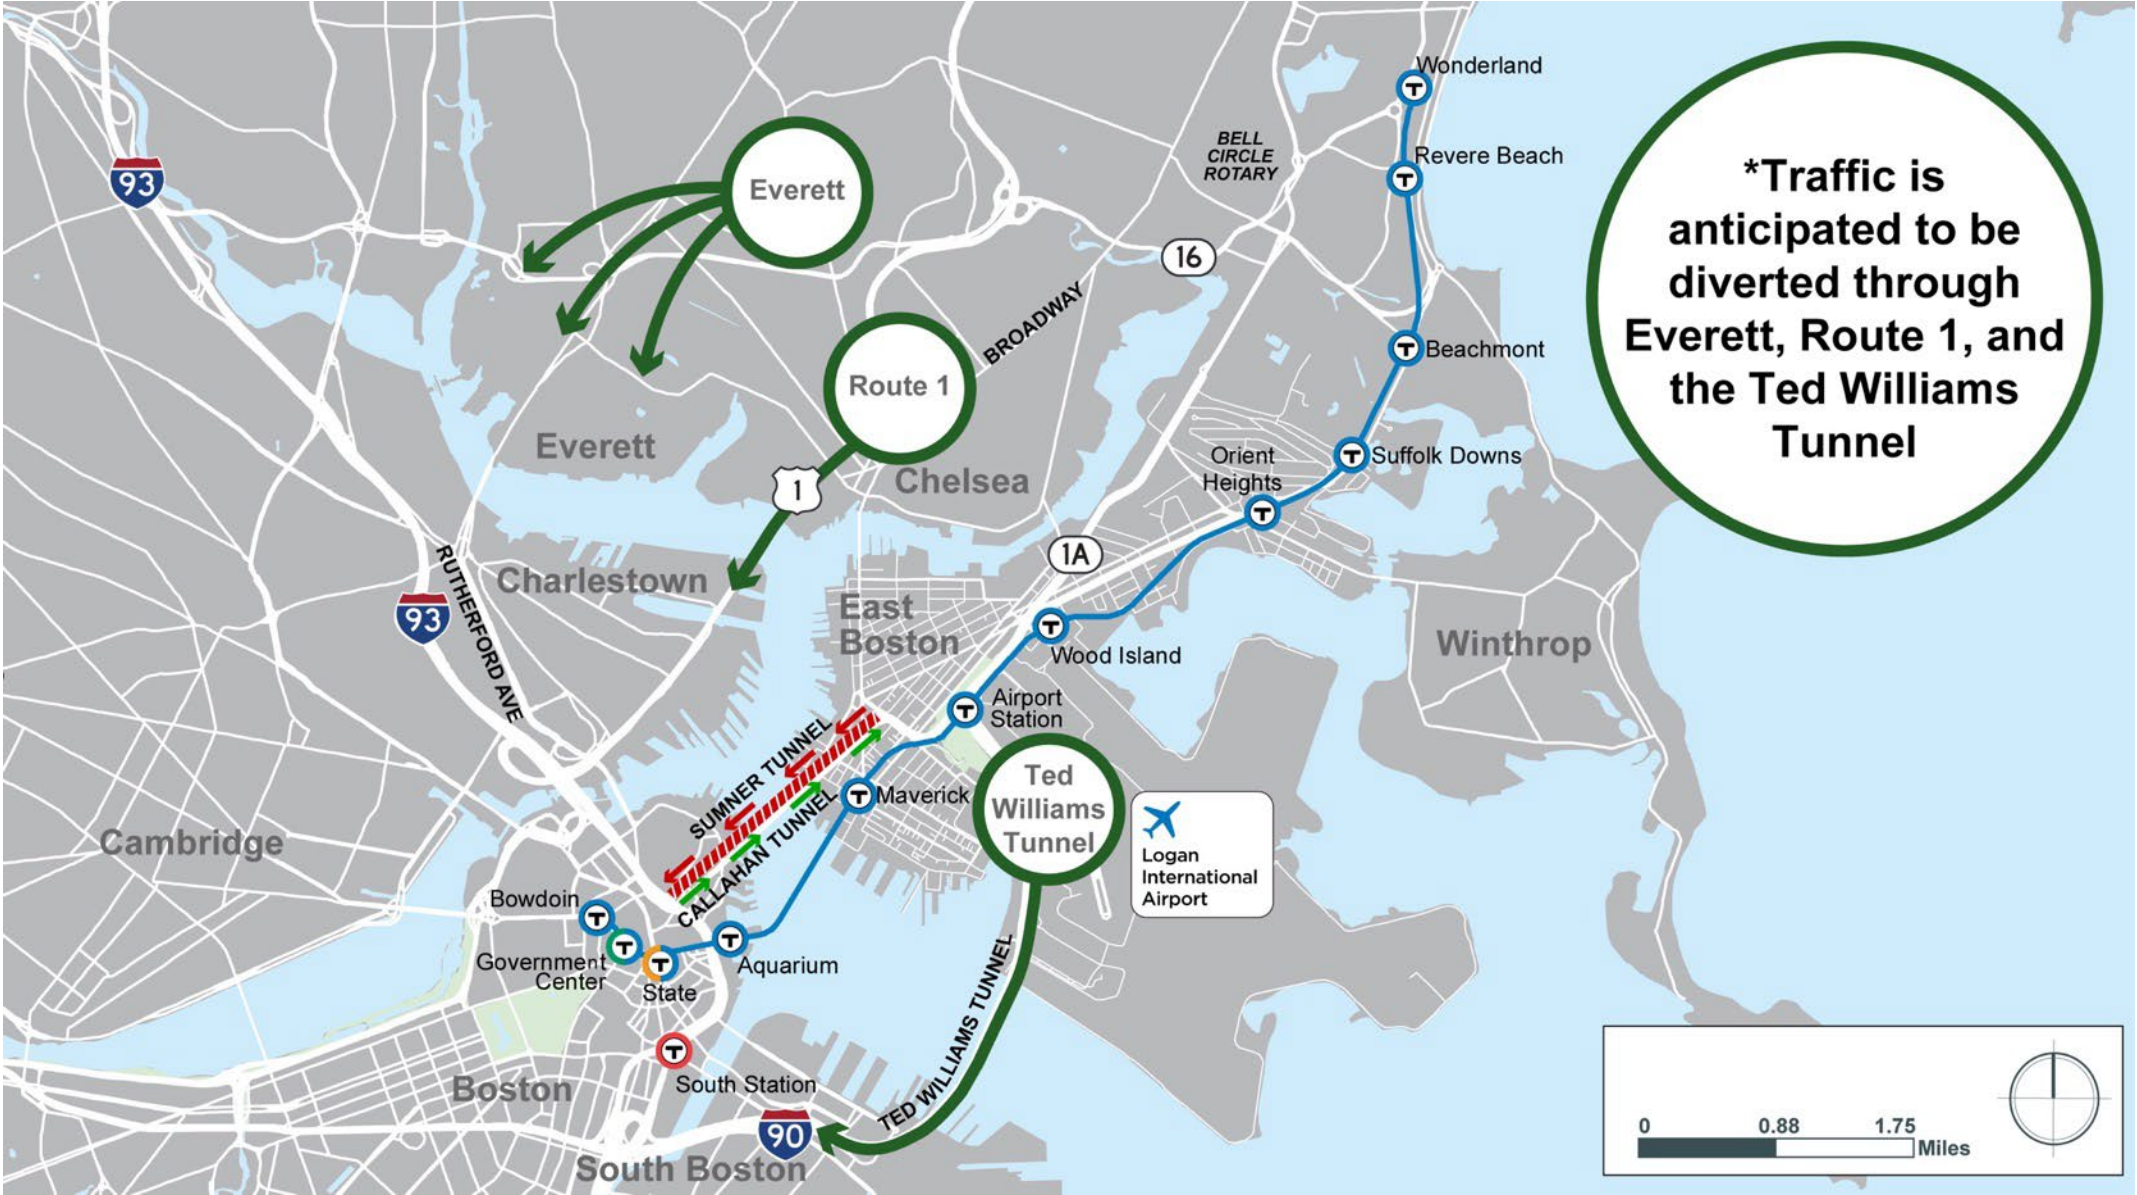 Wonderland
BELL
CIRCLE
ROTARY
Revere Beach
93
Everett
16
*Traffic is
anticipated to be
diverted through
Everett, Route 1, and
the Ted Williams
Tunnel
BROADWAY
Route 1
Beachmont
Everett
1
Chelsea
Orient
Heights
Suffolk Downs
1A
RUTHERFORD AVE
Charlestown
93
East
Boston
Wood Island
Winthrop
Airport
Station
SUMNER TUNNEL
CALLAHAN TUNNEL
Maverick
Ted
Williams
Tunnel
Logan
International
Airport
Cambridge
Bowdoin
Government
Center
State
Aquarium
TED WILLIAMS TUNNEL
South Station
Boston
90
South Boston
0 0.88 1.75
Miles
T
T
T
T
T
T
T
T
T
T
T
T
T